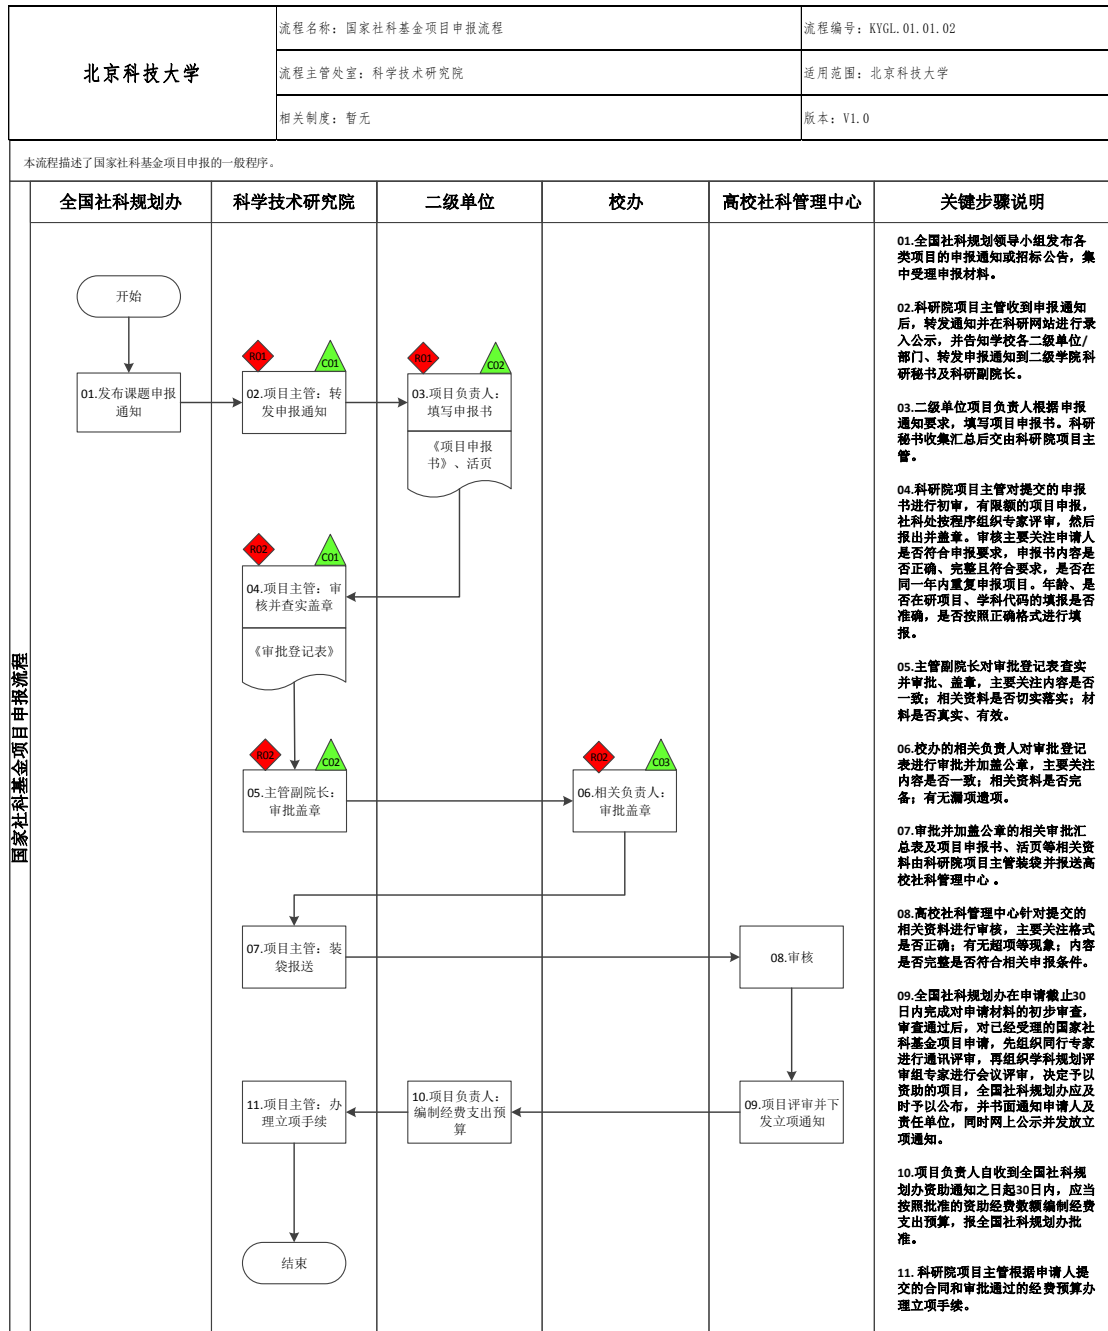 北京科技大学
流程名称：国家社科基金项目申报流程
流程编号：KYGL.01.01.02
流程主管处室：科学技术研究院
适用范围：北京科技大学
相关制度：暂无
版本：V1.0
本流程描述了国家社科基金项目申报的一般程序。
国家社科基金项目申报流程
全国社科规划办
科学技术研究院
二级单位
校办
高校社科管理中心
关键步骤说明
开始
01.发布课题申报
通知
R01
C01
02.项目主管：转
发申报通知
R01
C02
03.项目负责人：
填写申报书
《项目申报
书》、活页
R02
C01
04.项目主管：审
核并查实盖章
《审批登记表》
R02
C02
05.主管副院长：
审批盖章
R02
C03
06.相关负责人：
审批盖章
07.项目主管：装
袋报送
08.审核
09.项目评审并下
发立项通知
10.项目负责人：
编制经费支出预
算
11.项目主管：办
理立项手续
结束
01.全国社科规划领导小组发布各
类项目的申报通知或招标公告，集
中受理申报材料。
02.科研院项目主管收到申报通知
后，转发通知并在科研网站进行录
入公示，并告知学校各二级单位/
部门、转发申报通知到二级学院科
研秘书及科研副院长。
03.二级单位项目负责人根据申报
通知要求，填写项目申报书。科研
秘书收集汇总后交由科研院项目主
管。
04.科研院项目主管对提交的申报
书进行初审，有限额的项目申报，
社科处按程序组织专家评审，然后
报出并盖章。审核主要关注申请人
是否符合申报要求，申报书内容是
否正确、完整且符合要求，是否在
同一年内重复申报项目。年龄、是
否在研项目、学科代码的填报是否
准确，是否按照正确格式进行填
报。
05.主管副院长对审批登记表查实
并审批、盖章，主要关注内容是否
一致；相关资料是否切实落实；材
料是否真实、有效。
06.校办的相关负责人对审批登记
表进行审批并加盖公章，主要关注
内容是否一致；相关资料是否完
备；有无漏项遗项。
07.审批并加盖公章的相关审批汇
总表及项目申报书、活页等相关资
料由科研院项目主管装袋并报送高
校社科管理中心 。
08.高校社科管理中心针对提交的
相关资料进行审核，主要关注格式
是否正确；有无超项等现象；内容
是否完整是否符合相关申报条件。
09.全国社科规划办在申请截止30
日内完成对申请材料的初步审查，
审查通过后，对已经受理的国家社
科基金项目申请，先组织同行专家
进行通讯评审，再组织学科规划评
审组专家进行会议评审，决定予以
资助的项目，全国社科规划办应及
时予以公布，并书面通知申请人及
责任单位，同时网上公示并发放立
项通知。
10.项目负责人自收到全国社科规
划办资助通知之日起30日内，应当
按照批准的资助经费数额编制经费
支出预算，报全国社科规划办批
准。
11. 科研院项目主管根据申请人提
交的合同和审批通过的经费预算办
理立项手续。